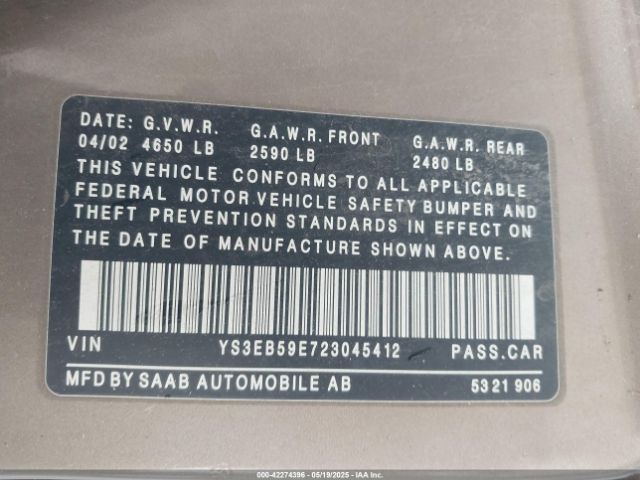 DATE: G.V.W.R. G.A.W.R. FRONT G.A.W.R. REAR
04/02 4650 LB 2590 LB 2480 LB
THIS VEHICLE CONFORMS TO ALL APPLICABLE
FEDERAL MOTOR VEHICLE SAFETY BUMPER AND
THEFT PREVENTION STANDARDS IN EFFECT ON
THE DATE OF MANUFACTURE SHOWN ABOVE.
VIN YS3EB59E723045412 PASS.CAR
MFD BY SAAB AUTOMOBILE AB 53 21 906
000-42274396 - 05/19/2025 - IAA Inc.